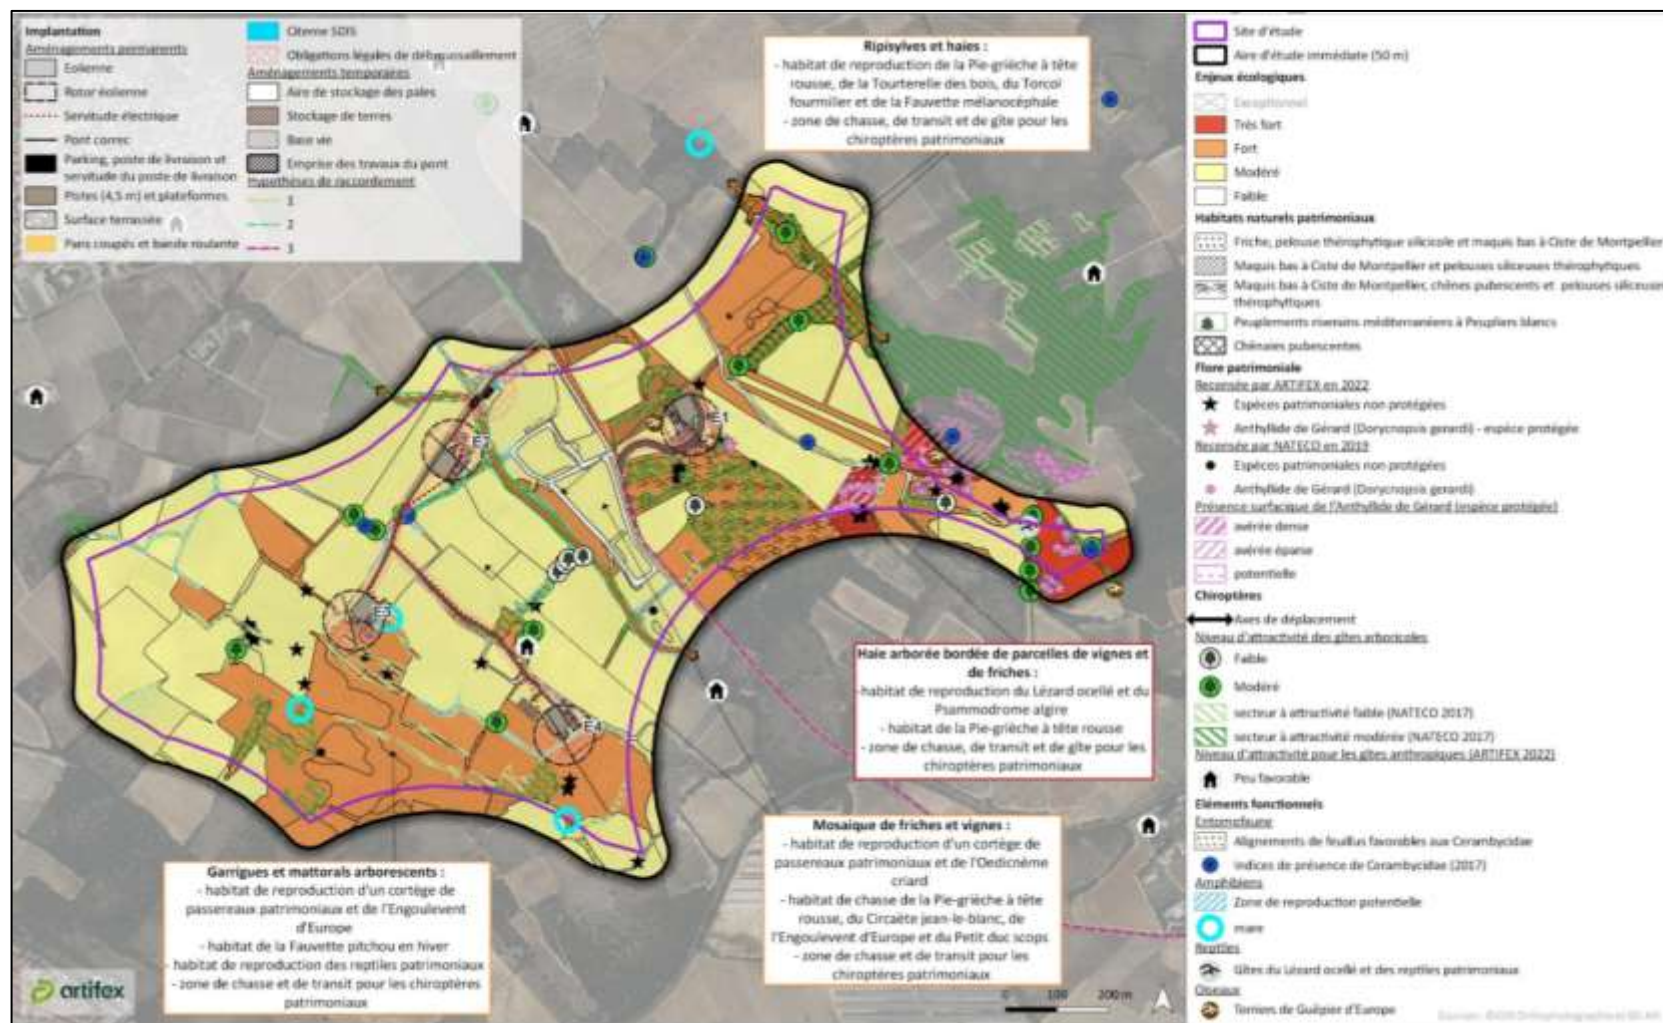 Implantation
Aménagements permanents
Eolienne
Rotor éolienne
Servitude électrique
Pont correc
Parking, poste de livraison et
servitude du poste de livraison
Pistes (4,5 m) et plateformes
Surface terrassée
Pans coupés et bande roulante
Citerne SDIS
Obligations légales de débroussaillement
Aménagements temporaires
Aire de stockage des pales
Stockage de terres
Base vie
Emprise des travaux du pont
Hypothèses de raccordement
1
2
3
Ripisylves et haies :
- habitat de reproduction de la Pie-grièche à tête
rousse, de la Tourterelle des bois, du Torcol
fourmilier et de la Fauvette mélanocéphale
- zone de chasse, de transit et de gîte pour les
chiroptères patrimoniaux
E1
E2
E3
E4
Haie arborée bordée de parcelles de vignes et
de friches :
-habitat de reproduction du Lézard ocellé et du
Psammodrome algire
- habitat de la Pie-grièche à tête rousse
- zone de chasse, de transit et de gîte pour les
chiroptères patrimoniaux
Mosaique de friches et vignes :
- habitat de reproduction d'un cortège de
passereaux patrimoniaux et de l'Oedicnème
criard
- habitat de chasse de la Pie-grièche à tête
rousse, du Circaète jean-le-blanc, de
l'Engoulevent d'Europe et du Petit duc scops
- zone de chasse et de transit pour les
chiroptères patrimoniaux
Garrigues et mattorals arborescents :
- habitat de reproduction d'un cortège de
passereaux patrimoniaux et de l'Engoulevent
d'Europe
- habitat de la Fauvette pitchou en hiver
- habitat de reproduction des reptiles patrimoniaux
- zone de chasse et de transit pour les chiroptères
patrimoniaux
artifex
0 100 200 m
Site d'étude
Aire d'étude immédiate (50 m)
Enjeux écologiques
Exceptionnel
Très fort
Fort
Modéré
Faible
Habitats naturels patrimoniaux
Friche, pelouse thérophytique silicicole et maquis bas à Ciste de Montpellier
Maquis bas à Ciste de Montpellier et pelouses siliceuses thérophytiques
Maquis bas à Ciste de Montpellier, chênes pubescents et pelouses siliceuses
thérophytiques
Peuplements riverains méditerranéens à Peupliers blancs
Chênaies pubescentes
Flore patrimoniale
Recensée par ARTIFEX en 2022
Espèces patrimoniales non protégées
Anthyllide de Gérard (Dorycnopsis gerardi) - espèce protégée
Recensée par NATECO en 2019
Espèces patrimoniales non protégées
Anthyllide de Gérard (Dorycnopsis gerardi)
Présence surfacique de l'Anthyllide de Gérard (espèce protégée)
avérée dense
avérée éparse
potentielle
Chiroptères
Axes de déplacement
Niveau d'attractivité des gîtes arboricoles
Faible
Modéré
secteur à attractivité faible (NATECO 2017)
secteur à attractivité modérée (NATECO 2017)
Niveau d'attractivité pour les gîtes anthropiques (ARTIFEX 2022)
Peu favorable
Eléments fonctionnels
Entomofaune
Alignements de feuillus favorables aux Cerambycidae
Indices de présence de Cerambycidae (2017)
Amphibiens
Zone de reproduction potentielle
mare
Reptiles
Gîtes du Lézard ocellé et des reptiles patrimoniaux
Oiseaux
Terriers de Guêpier d'Europe